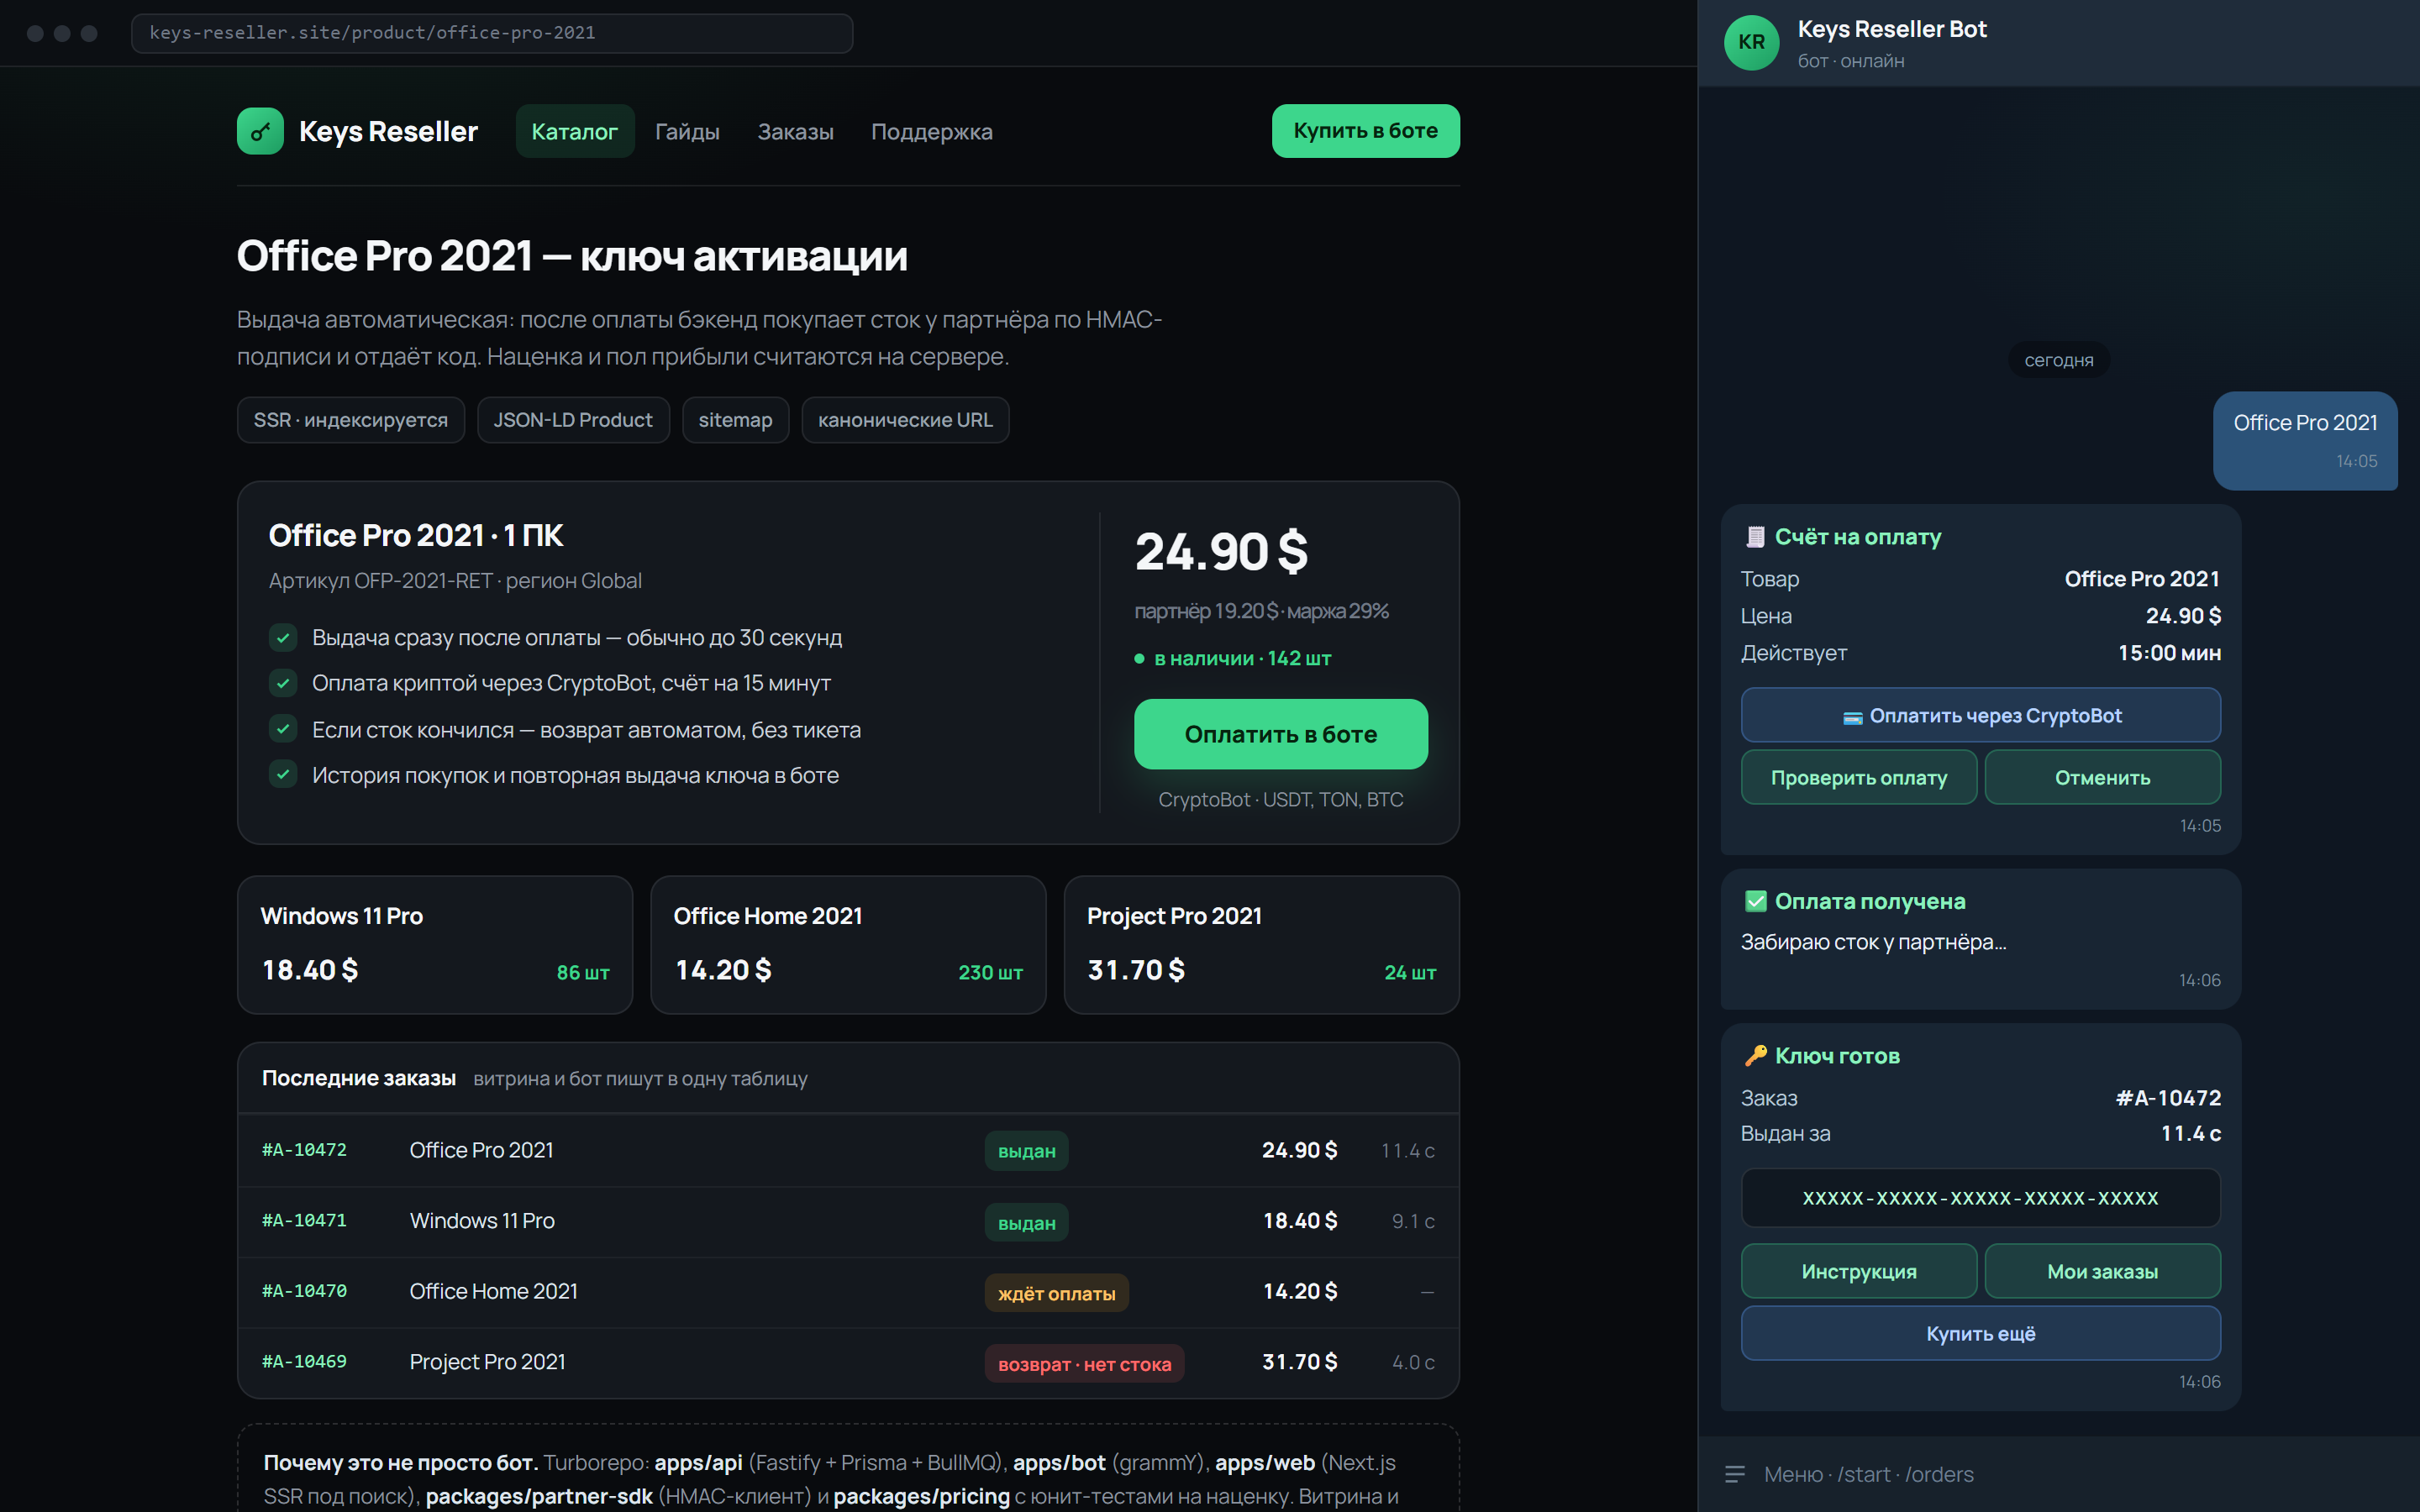 keys-reseller.site/product/office-pro-2021
Keys Reseller
Каталог
Гайды
Заказы
Поддержка
Купить в боте
Office Pro 2021 — ключ активации
Выдача автоматическая: после оплаты бэкенд покупает сток у партнёра по HMAC-
подписи и отдаёт код. Наценка и пол прибыли считаются на сервере.
SSR · индексируется
JSON-LD Product
sitemap
канонические URL
Office Pro 2021 · 1 ПК
Артикул OFP-2021-RET · регион Global
Выдача сразу после оплаты — обычно до 30 секунд
Оплата криптой через CryptoBot, счёт на 15 минут
Если сток кончился — возврат автоматом, без тикета
История покупок и повторная выдача ключа в боте
24.90 $
партнёр 19.20 $ · маржа 29%
в наличии · 142 шт
Оплатить в боте
CryptoBot · USDT, TON, BTC
Windows 11 Pro
18.40 $
86 шт
Office Home 2021
14.20 $
230 шт
Project Pro 2021
31.70 $
24 шт
Последние заказы витрина и бот пишут в одну таблицу
#A-10472 Office Pro 2021 выдан 24.90 $ 11.4 с
#A-10471 Windows 11 Pro выдан 18.40 $ 9.1 с
#A-10470 Office Home 2021 ждёт оплаты 14.20 $ —
#A-10469 Project Pro 2021 возврат · нет стока 31.70 $ 4.0 с
Почему это не просто бот. Turborepo: apps/api (Fastify + Prisma + BullMQ), apps/bot (grammY), apps/web (Next.js
SSR под поиск), packages/partner-sdk (HMAC-клиент) и packages/pricing с юнит-тестами на наценку. Витрина и
KR
Keys Reseller Bot
бот · онлайн
сегодня
Office Pro 2021
14:05
Счёт на оплату
Товар Office Pro 2021
Цена 24.90 $
Действует 15:00 мин
Оплатить через CryptoBot
Проверить оплату
Отменить
14:05
Оплата получена
Забираю сток у партнёра…
14:06
Ключ готов
Заказ #A-10472
Выдан за 11.4 с
XXXXX-XXXXX-XXXXX-XXXXX-XXXXX
Инструкция
Мои заказы
Купить ещё
14:06
Меню · /start · /orders